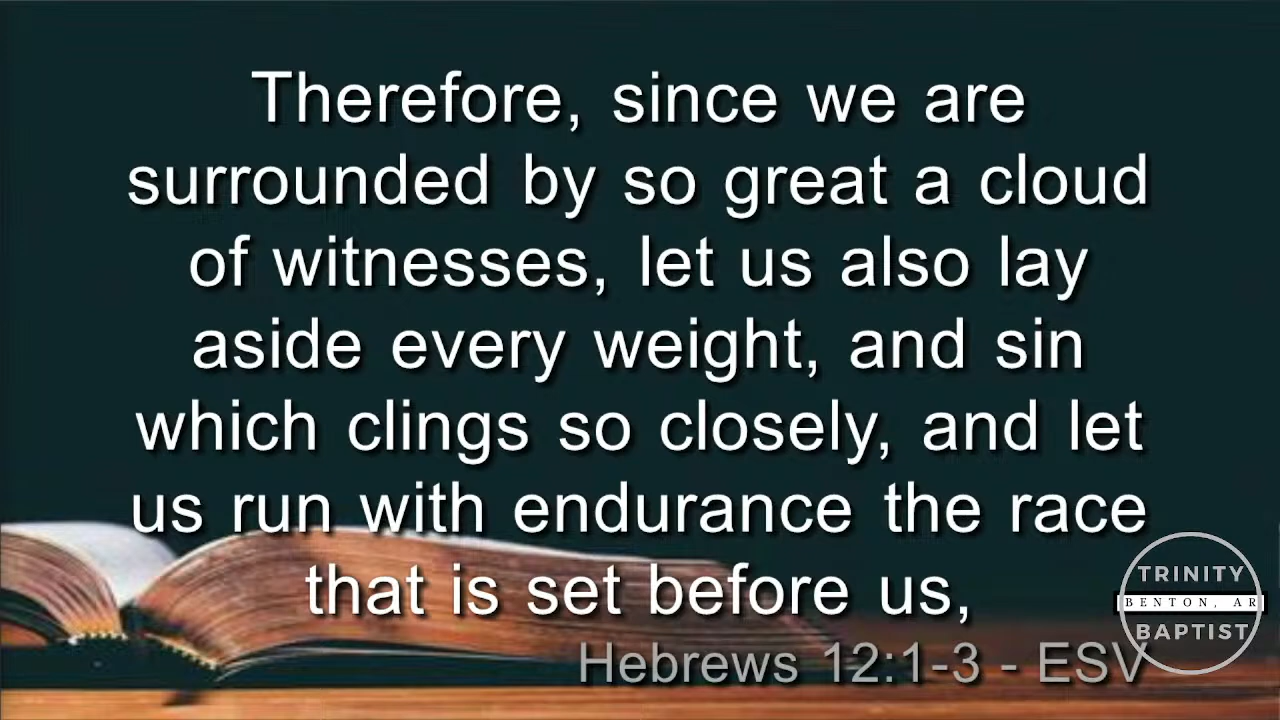 Therefore, since we are
surrounded by so great a cloud
of witnesses, let us also lay
aside every weight, and sin
which clings so closely, and let
us run with endurance the race
that is set before us,
TRINITY
BENTON, AR
BAPTIST
Hebrews 12:1-3 - ESV